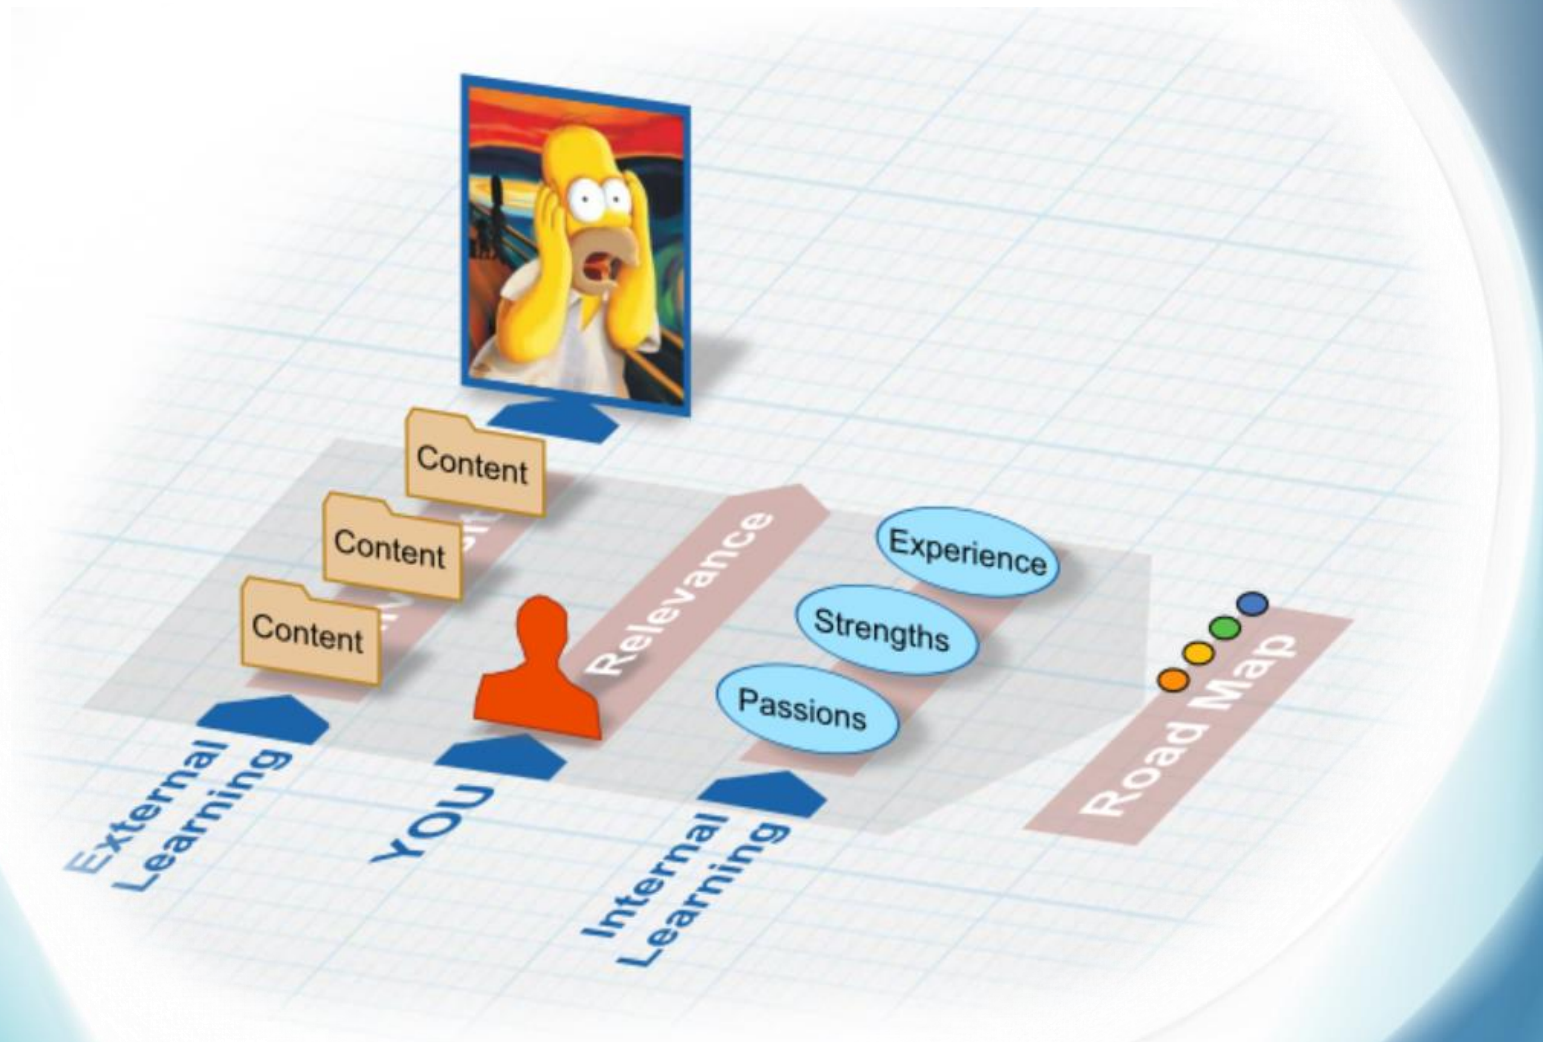 Content
Content
Content
Relevance
Experience
Strengths
Passions
Road Map
External
Learning
YOU
Internal
Learning